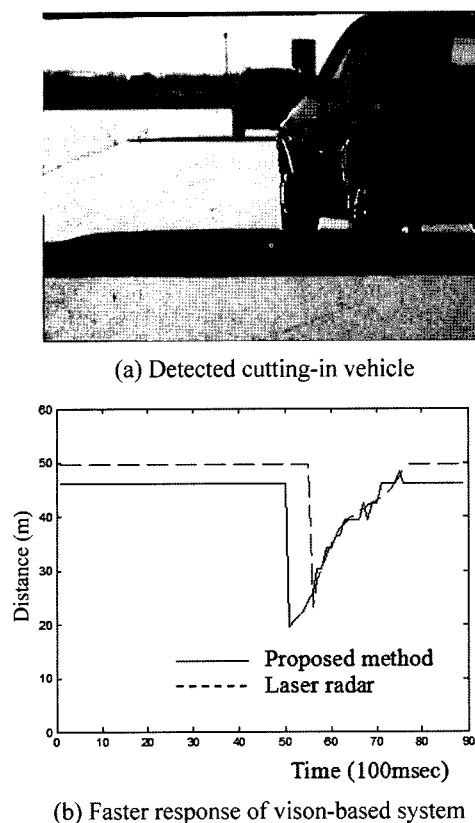 (a) Detected cutting-in vehicle
60
50
40
30
20
10
0
Distance (m)
Proposed method
Laser radar
0 10 20 30 40 50 60 70 80 90
Time (100msec)
(b) Faster response of vison-based system